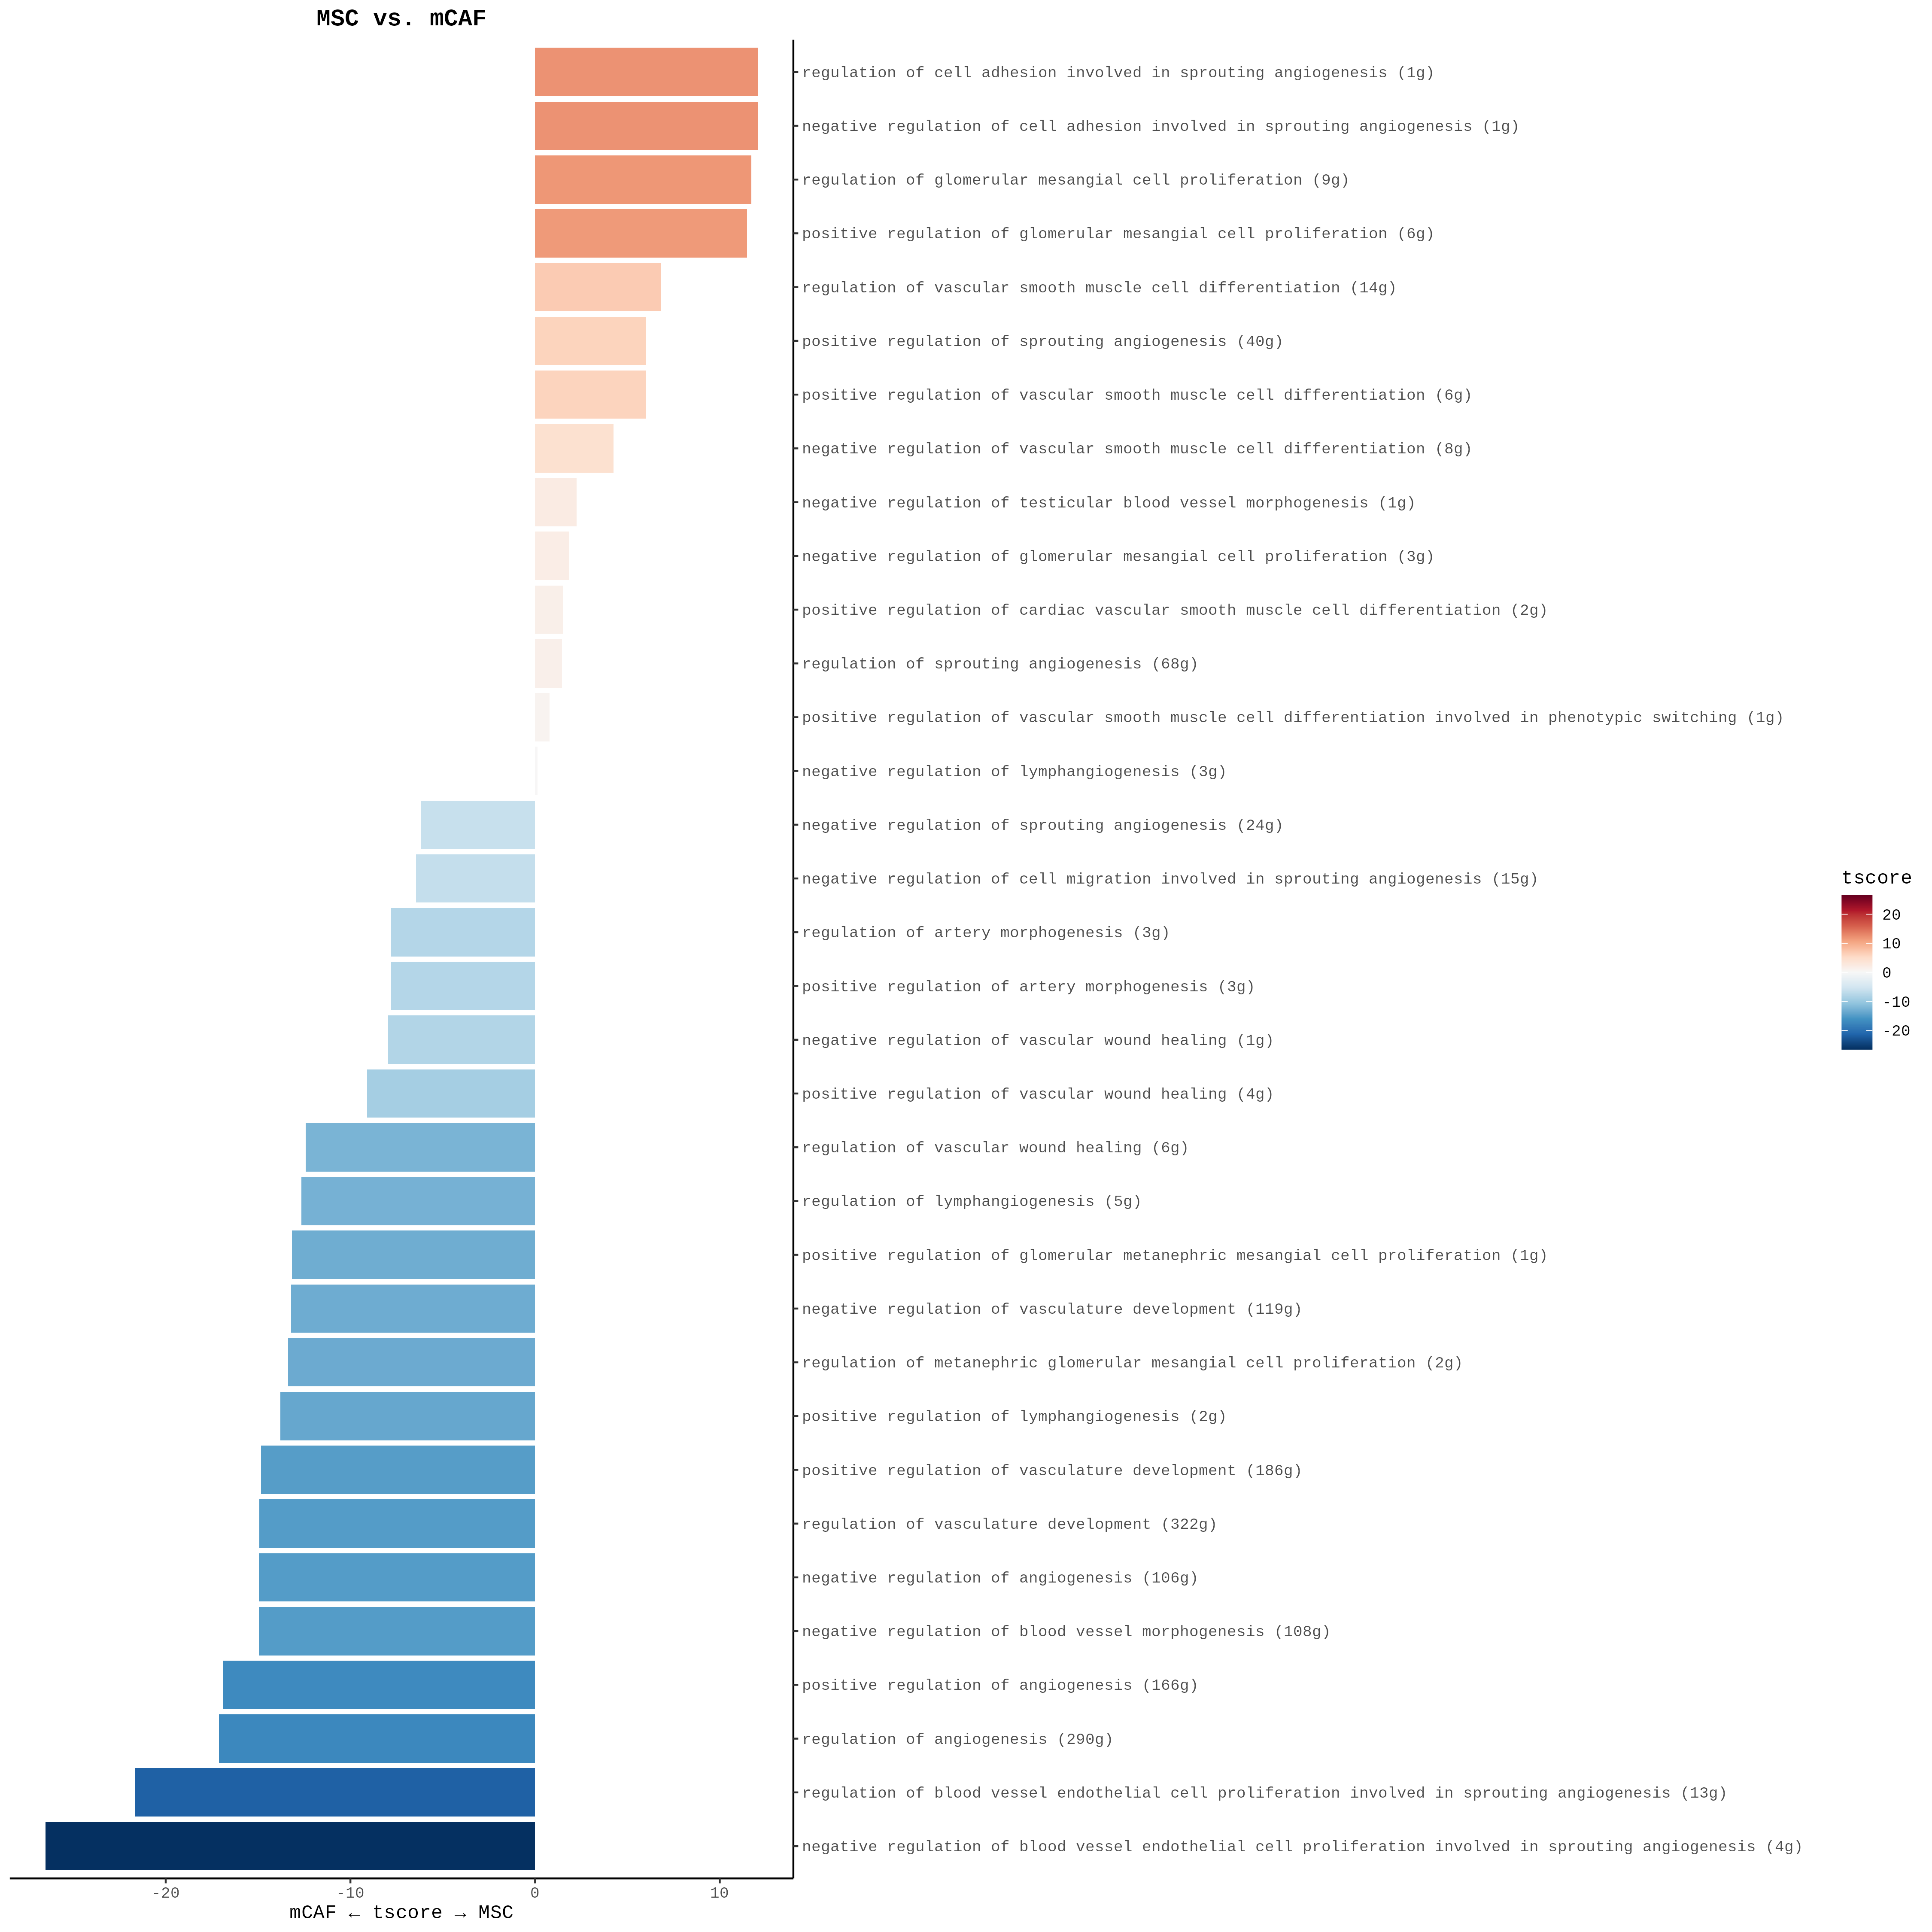 MSC vs. mCAF
regulation of cell adhesion involved in sprouting angiogenesis (1g)
negative regulation of cell adhesion involved in sprouting angiogenesis (1g)
regulation of glomerular mesangial cell proliferation (9g)
positive regulation of glomerular mesangial cell proliferation (6g)
regulation of vascular smooth muscle cell differentiation (14g)
positive regulation of sprouting angiogenesis (40g)
positive regulation of vascular smooth muscle cell differentiation (6g)
negative regulation of vascular smooth muscle cell differentiation (8g)
negative regulation of testicular blood vessel morphogenesis (1g)
negative regulation of glomerular mesangial cell proliferation (3g)
positive regulation of cardiac vascular smooth muscle cell differentiation (2g)
regulation of sprouting angiogenesis (68g)
positive regulation of vascular smooth muscle cell differentiation involved in phenotypic switching (1g)
negative regulation of lymphangiogenesis (3g)
negative regulation of sprouting angiogenesis (24g)
negative regulation of cell migration involved in sprouting angiogenesis (15g)
regulation of artery morphogenesis (3g)
positive regulation of artery morphogenesis (3g)
negative regulation of vascular wound healing (1g)
positive regulation of vascular wound healing (4g)
regulation of vascular wound healing (6g)
regulation of lymphangiogenesis (5g)
positive regulation of glomerular metanephric mesangial cell proliferation (1g)
negative regulation of vasculature development (119g)
regulation of metanephric glomerular mesangial cell proliferation (2g)
positive regulation of lymphangiogenesis (2g)
positive regulation of vasculature development (186g)
regulation of vasculature development (322g)
negative regulation of angiogenesis (106g)
negative regulation of blood vessel morphogenesis (108g)
positive regulation of angiogenesis (166g)
regulation of angiogenesis (290g)
regulation of blood vessel endothelial cell proliferation involved in sprouting angiogenesis (13g)
negative regulation of blood vessel endothelial cell proliferation involved in sprouting angiogenesis (4g)
-20 -10 0 10
mCAF ← tscore → MSC
tscore
20
10
0
-10
-20